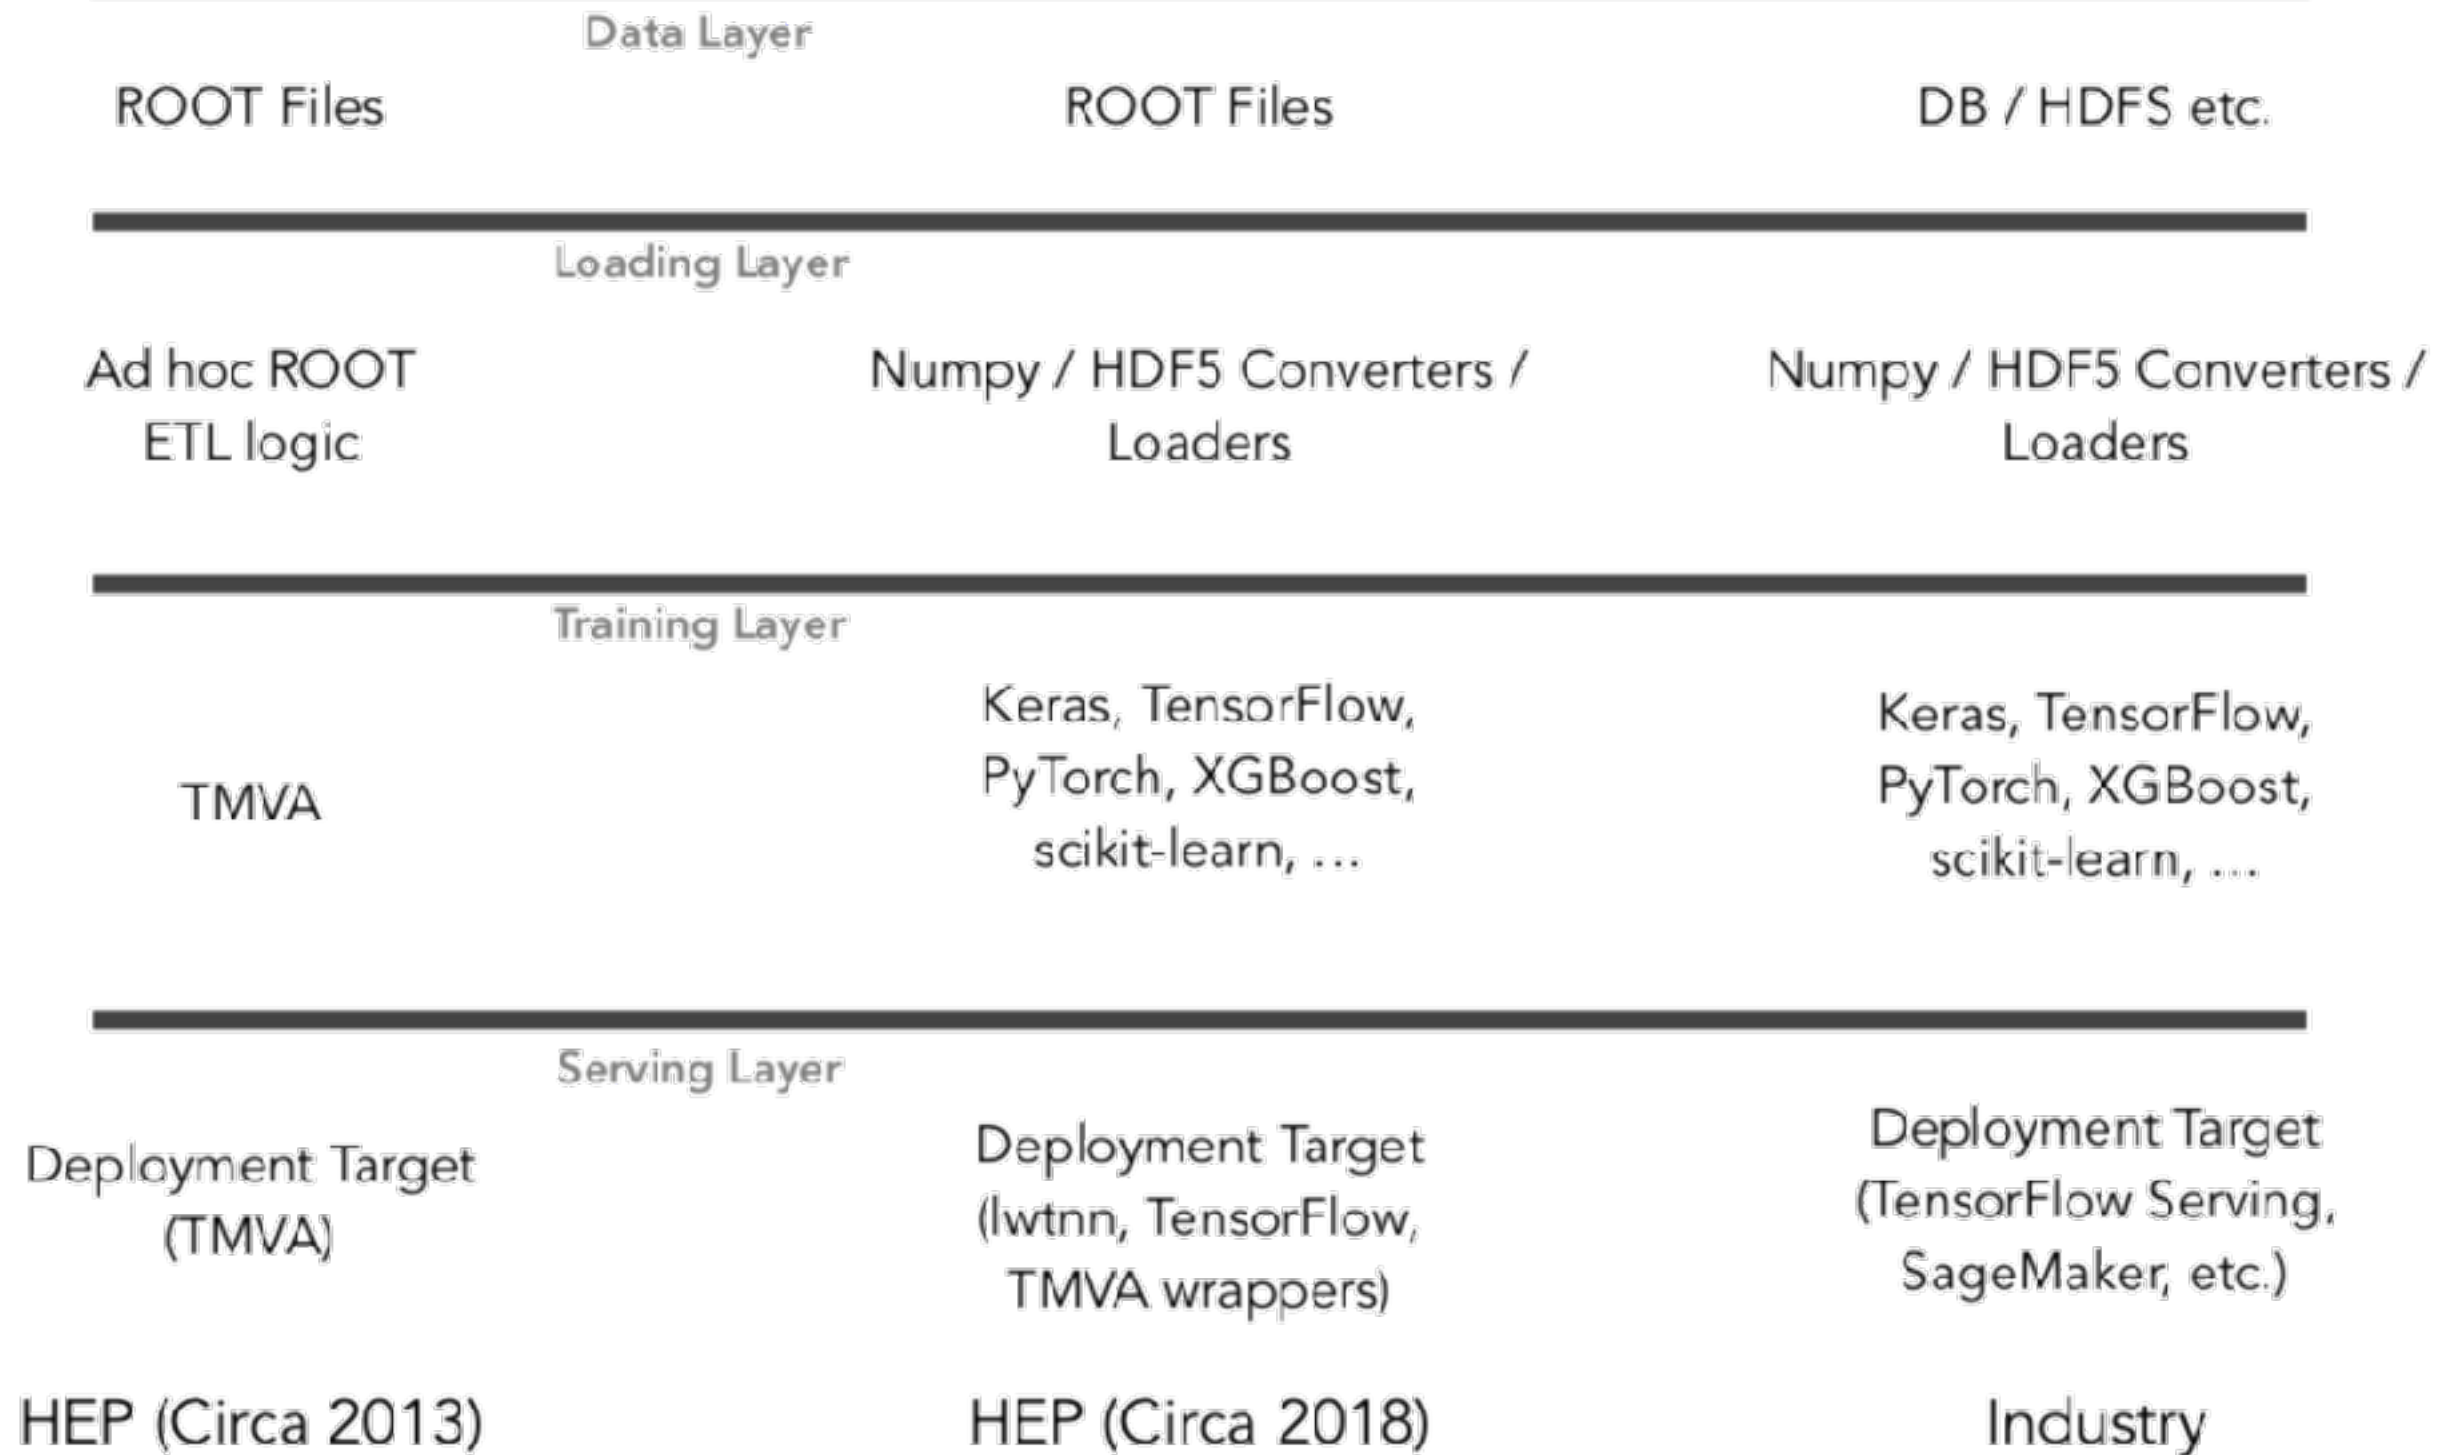 Data Layer
ROOT Files
ROOT Files
DB / HDFS etc.
Loading Layer
Ad hoc ROOT
ETL logic
Numpy / HDF5 Converters /
Loaders
Numpy / HDF5 Converters /
Loaders
Training Layer
TMVA
Keras, TensorFlow,
PyTorch, XGBoost,
scikit-learn, ...
Keras, TensorFlow,
PyTorch, XGBoost,
scikit-learn, ...
Serving Layer
Deployment Target
(TMVA)
Deployment Target
(lwtnn, TensorFlow,
TMVA wrappers)
Deployment Target
(TensorFlow Serving,
SageMaker, etc.)
HEP (Circa 2013)
HEP (Circa 2018)
Industry